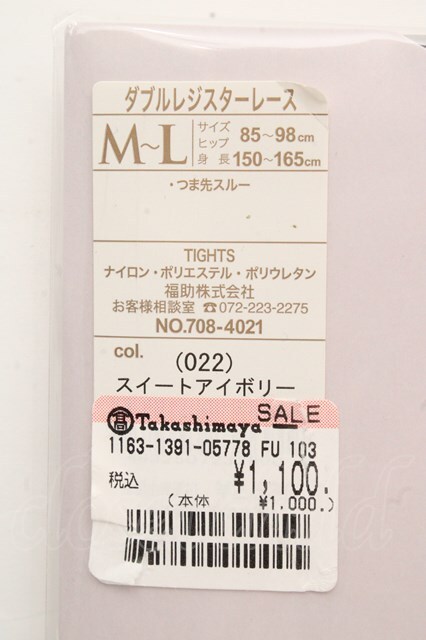 ダブルレジスターレース
M~L サイズ ヒップ 85~98cm
身長 150~165cm
・つま先スルー
TIGHTS
ナイロン・ポリエステル・ポリウレタン
福助株式会社
お客様相談室 ☎072-223-2275
NO.708-4021
col. (022)
スイートアイボリー
SALE
髙 Takashimaya
1163-1391-05778 FU 103
税込 ¥1,100.
(本体 ¥1.000.)